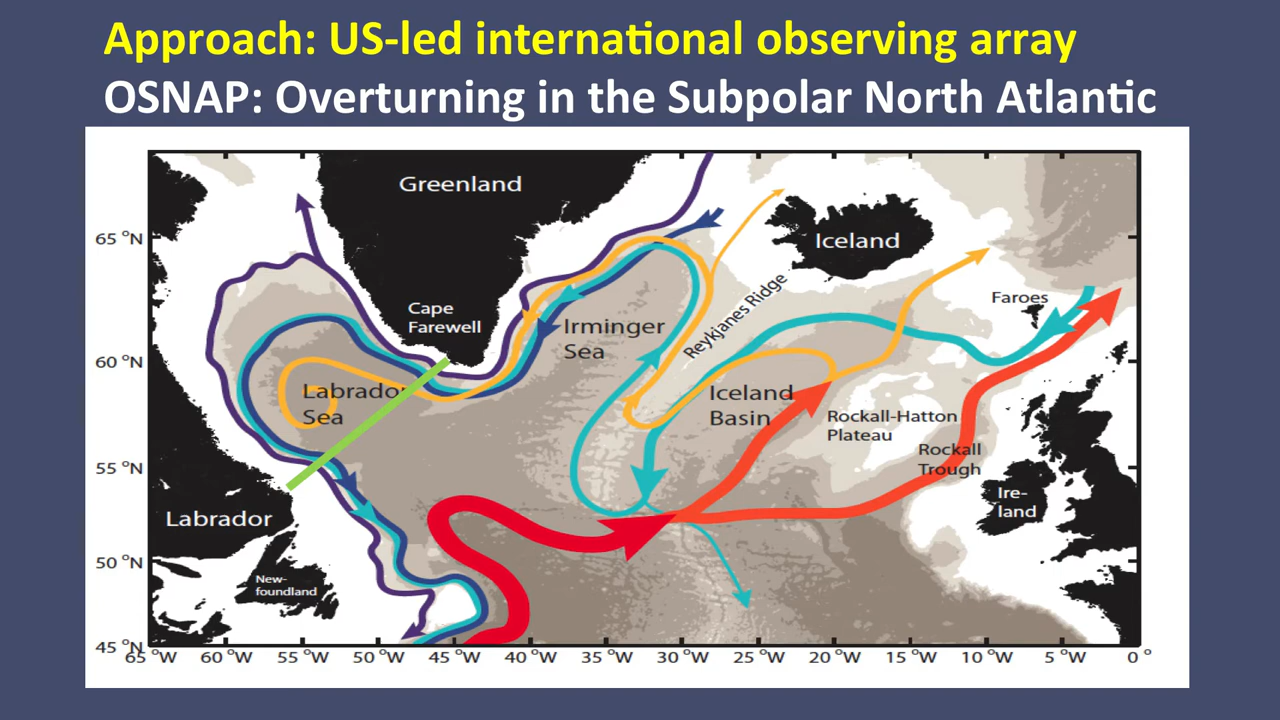 Approach: US-led international observing array
OSNAP: Overturning in the Subpolar North Atlantic
Greenland
65 °N
Iceland
Reykjanes Ridge
Faroes
Cape
Farewell
Irminger
Sea
60 °N
Labrador
Sea
Iceland
Basin
Rockall-Hatton
Plateau
Rockall
Trough
55 °N
Ire-
land
Labrador
50 °N
New-
foundland
45 °N
65 °W 60 °W 55 °W 50 °W 45 °W 40 °W 35 °W 30 °W 25 °W 20 °W 15 °W 10 °W 5 °W 0 °